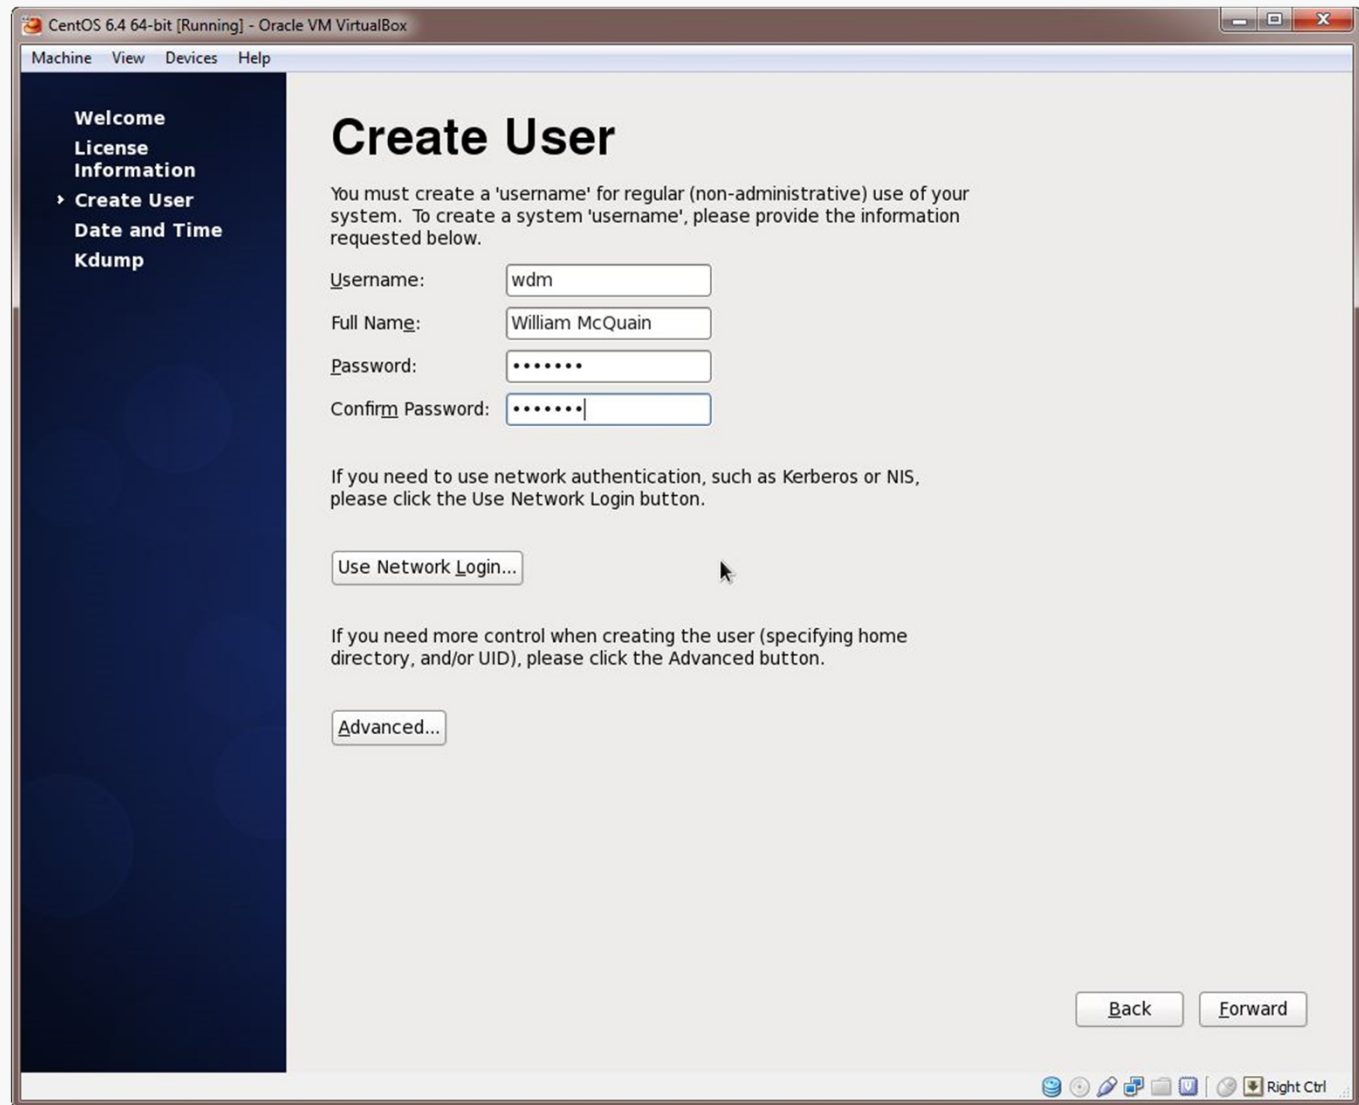 CentOS 6.4 64-bit [Running] - Oracle VM VirtualBox
Machine View Devices Help
Welcome
License
Information
Create User
Date and Time
Kdump
Create User
You must create a 'username' for regular (non-administrative) use of your
system. To create a system 'username', please provide the information
requested below.
Username: wdm
Full Name: William McQuain
Password: •••••••
Confirm Password: •••••••
If you need to use network authentication, such as Kerberos or NIS,
please click the Use Network Login button.
Use Network Login...
If you need more control when creating the user (specifying home
directory, and/or UID), please click the Advanced button.
Advanced...
Back Forward
Right Ctrl